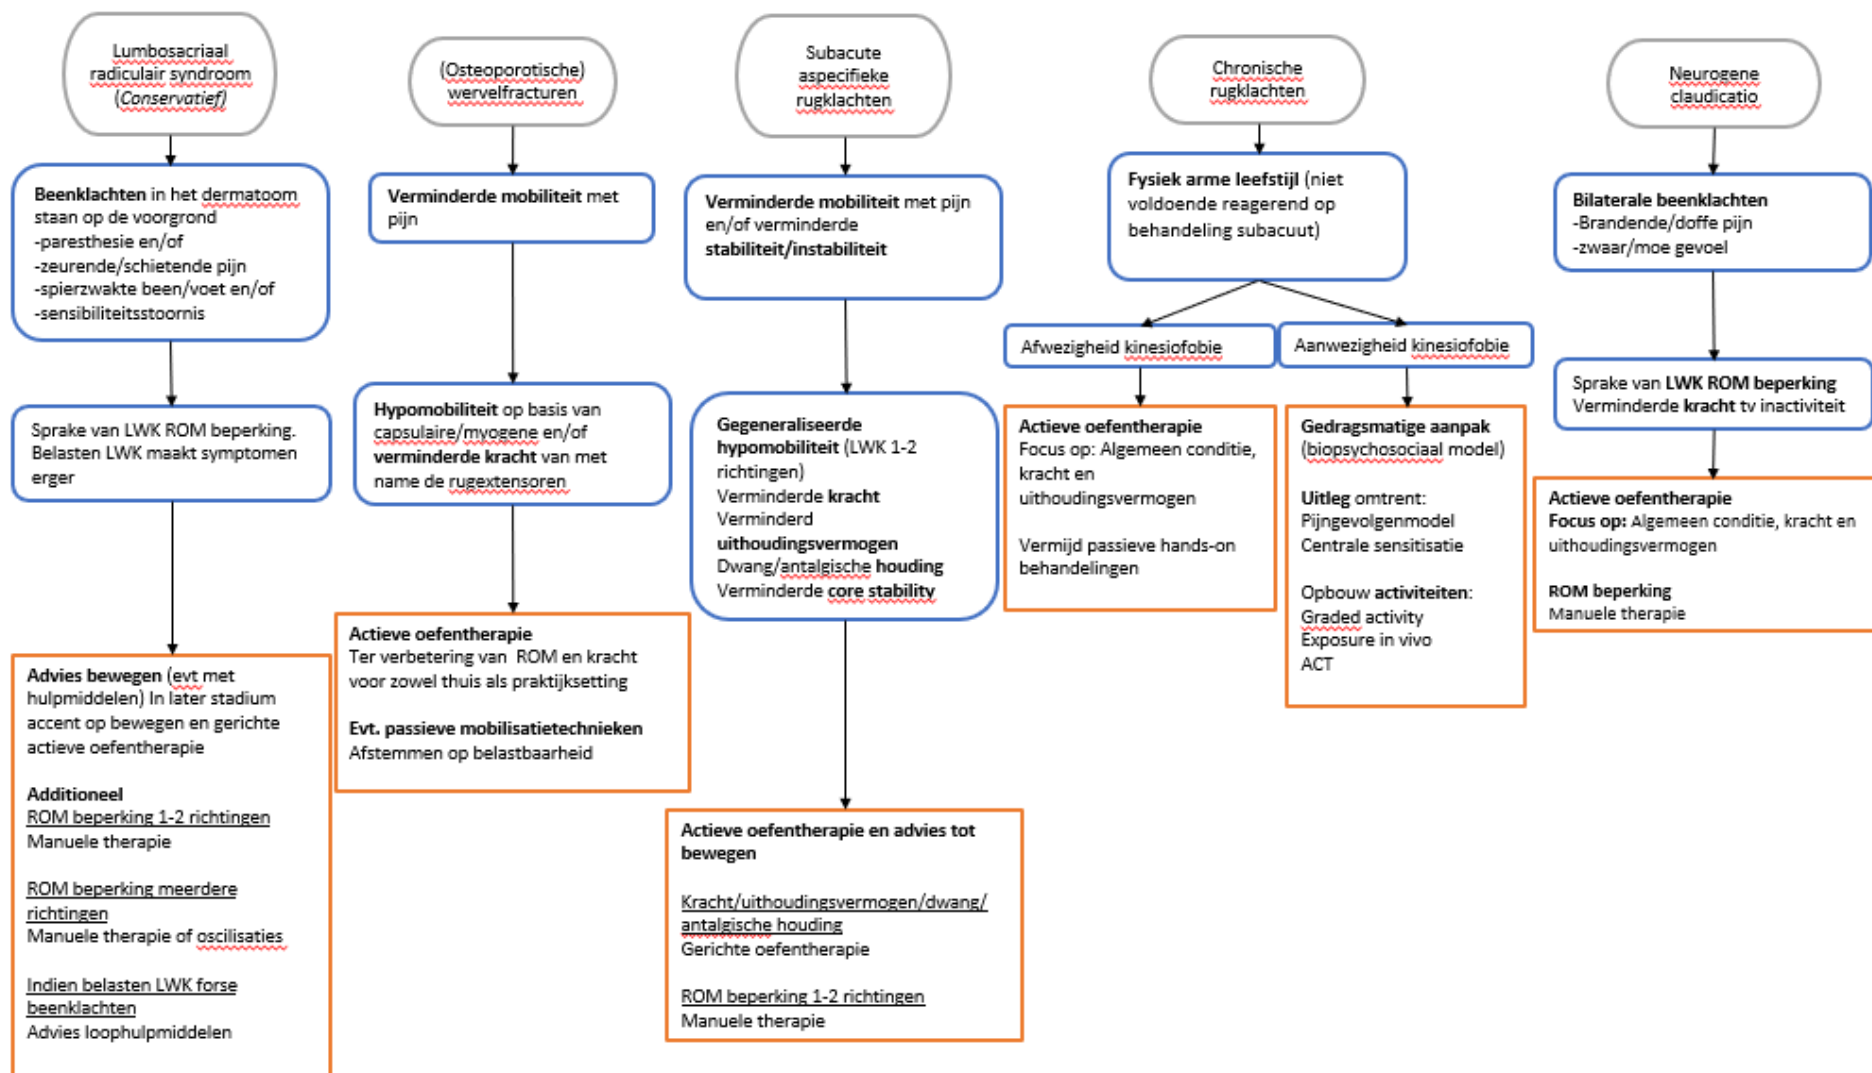 Lumbosacriaal
radiculair syndroom
(Conservatief)
Beenklachten in het dermatoom
staan op de voorgrond
-paresthesie en/of
-zeurende/schietende pijn
-spierzwakte been/voet en/of
-sensibiliteitsstoornis
Sprake van LWK ROM beperking.
Belasten LWK maakt symptomen
erger
Advies bewegen (evt met
hulpmiddelen) In later stadium
accent op bewegen en gerichte
actieve oefentherapie
Additioneel
ROM beperking 1-2 richtingen
Manuele therapie
ROM beperking meerdere
richtingen
Manuele therapie of oscilisaties
Indien belasten LWK forse
beenklachten
Advies loophulpmiddelen
(Osteoporotische)
wervelfracturen
Verminderde mobiliteit met
pijn
Hypomobiliteit op basis van
capsulaire/myogene en/of
verminderde kracht van met
name de rugextensoren
Actieve oefentherapie
Ter verbetering van ROM en kracht
voor zowel thuis als praktijksetting
Evt. passieve mobilisatietechnieken
Afstemmen op belastbaarheid
Subacute
aspecifieke
rugklachten
Verminderde mobiliteit met pijn
en/of verminderde
stabiliteit/instabiliteit
Gegeneraliseerde
hypomobiliteit (LWK 1-2
richtingen)
Verminderde kracht
Verminderd
uithoudingsvermogen
Dwang/antalgische houding
Verminderde core stability
Actieve oefentherapie en advies tot
bewegen
Kracht/uithoudingsvermogen/dwang/
antalgische houding
Gerichte oefentherapie
ROM beperking 1-2 richtingen
Manuele therapie
Chronische
rugklachten
Fysiek arme leefstijl (niet
voldoende reagerend op
behandeling subacuut)
Afwezigheid kinesiofobie
Actieve oefentherapie
Focus op: Algemeen conditie,
kracht en
uithoudingsvermogen
Vermijd passieve hands-on
behandelingen
Aanwezigheid kinesiofobie
Gedragsmatige aanpak
(biopsychosociaal model)
Uitleg omtrent:
Pijngevolgenmodel
Centrale sensitisatie
Opbouw activiteiten:
Graded activity
Exposure in vivo
ACT
Neurogene
claudicatio
Bilaterale beenklachten
-Brandende/doffe pijn
-zwaar/moe gevoel
Sprake van LWK ROM beperking
Verminderde kracht tv inactiviteit
Actieve oefentherapie
Focus op: Algemeen conditie, kracht en
uithoudingsvermogen
ROM beperking
Manuele therapie